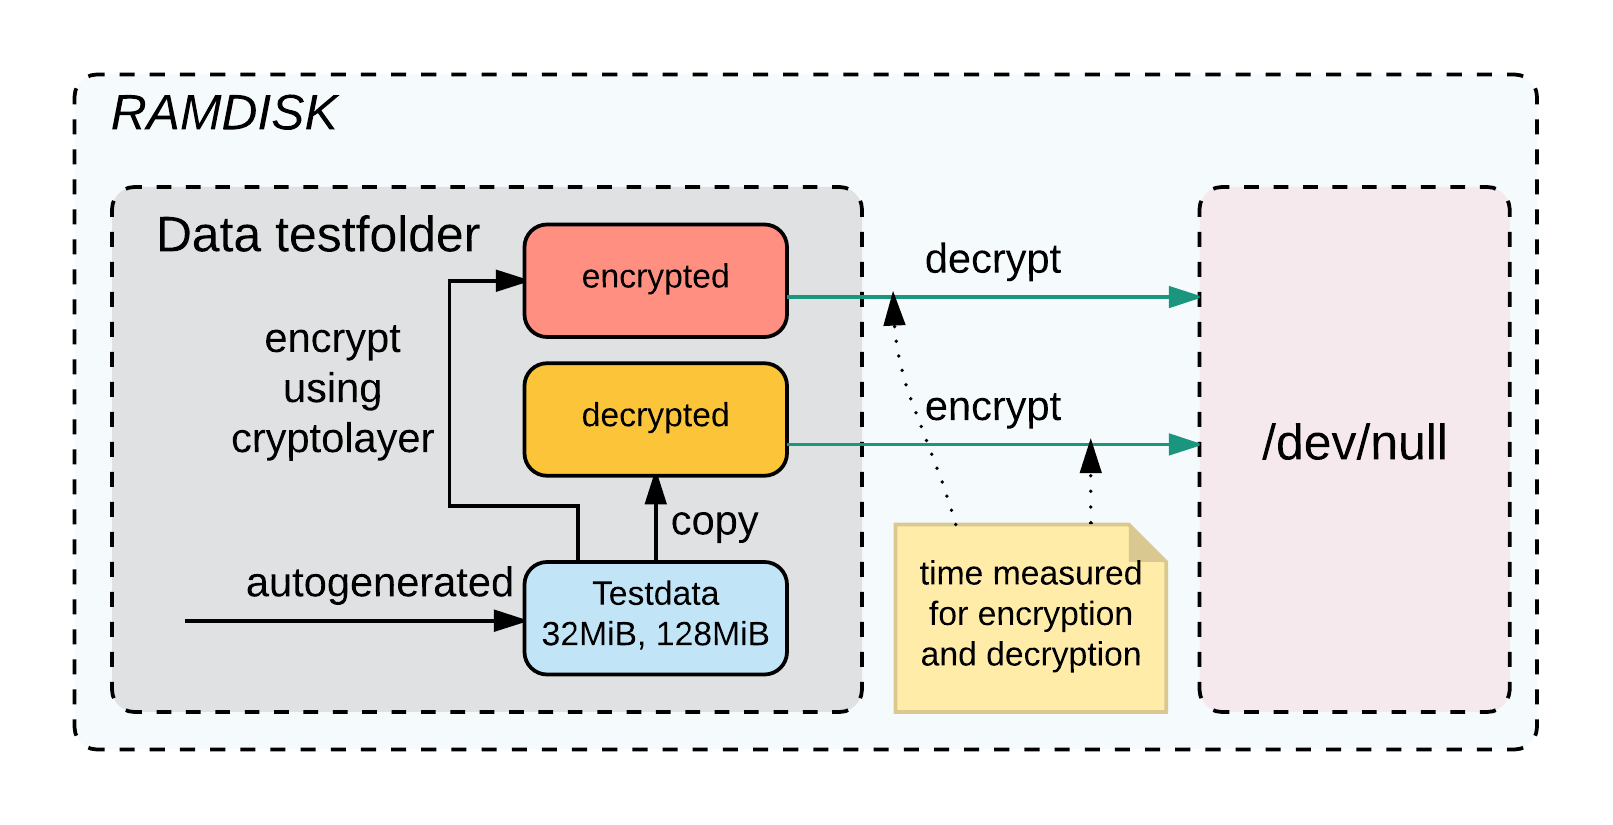 RAMDISK
Data testfolder
encrypted
decrypt
encrypt
using
cryptolayer
decrypted
encrypt
/dev/null
copy
autogenerated
Testdata
32MiB, 128MiB
time measured
for encryption
and decryption